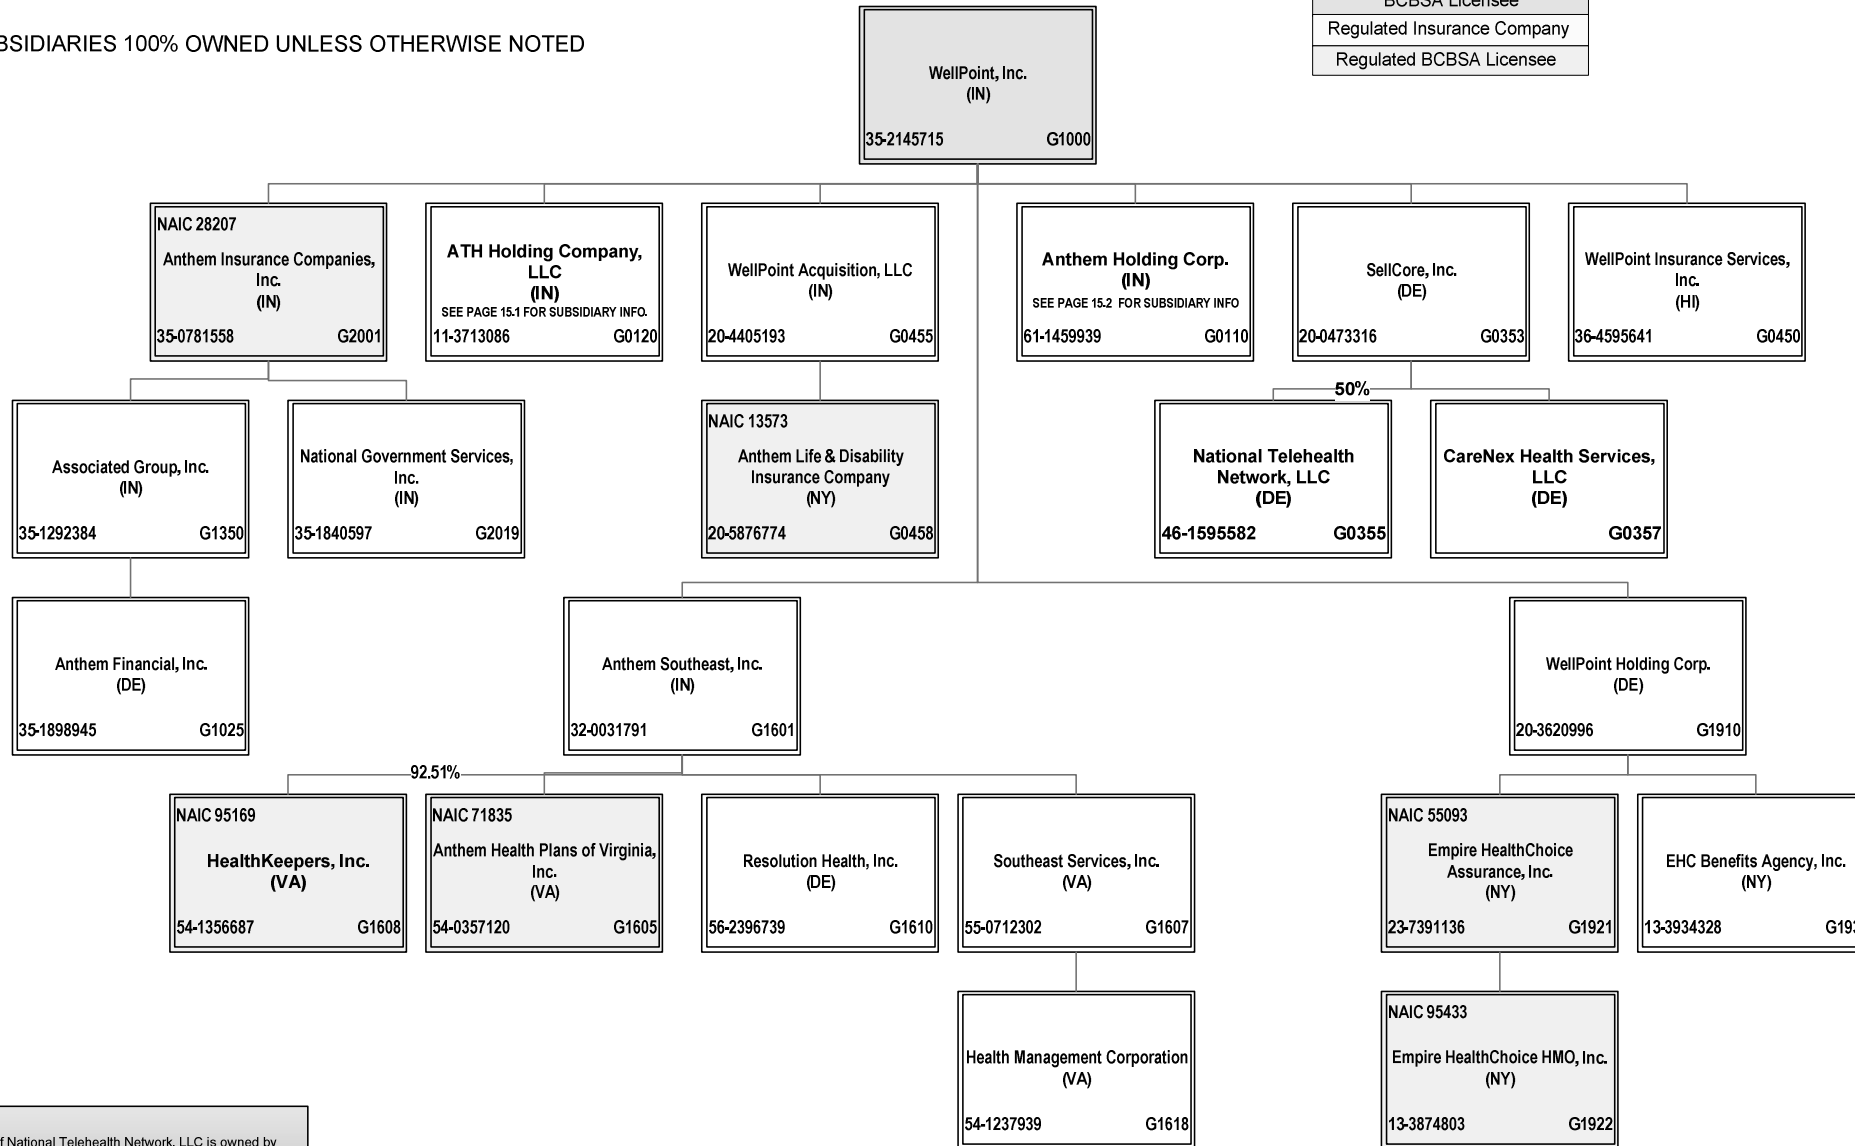 BCBSA Licensee
Regulated Insurance Company
Regulated BCBSA Licensee
BSIDIARIES 100% OWNED UNLESS OTHERWISE NOTED
WellPoint, Inc.
(IN)
35-2145715 G1000
NAIC 28207
Anthem Insurance Companies,
Inc.
(IN)
35-0781558 G2001
ATH Holding Company,
LLC
(IN)
SEE PAGE 15.1 FOR SUBSIDIARY INFO.
11-3713086 G0120
WellPoint Acquisition, LLC
(IN)
20-4405193 G0455
Anthem Holding Corp.
(IN)
SEE PAGE 15.2 FOR SUBSIDIARY INFO
61-1459939 G0110
SellCore, Inc.
(DE)
20-0473316 G0353
WellPoint Insurance Services,
Inc.
(HI)
36-4595641 G0450
50%
Associated Group, Inc.
(IN)
35-1292384 G1350
National Government Services,
Inc.
(IN)
35-1840597 G2019
NAIC 13573
Anthem Life & Disability
Insurance Company
(NY)
20-5876774 G0458
National Telehealth
Network, LLC
(DE)
46-1595582 G0355
CareNex Health Services,
LLC
(DE)
G0357
Anthem Financial, Inc.
(DE)
35-1898945 G1025
Anthem Southeast, Inc.
(IN)
32-0031791 G1601
WellPoint Holding Corp.
(DE)
20-3620996 G1910
92.51%
NAIC 95169
HealthKeepers, Inc.
(VA)
54-1356687 G1608
NAIC 71835
Anthem Health Plans of Virginia,
Inc.
(VA)
54-0357120 G1605
Resolution Health, Inc.
(DE)
56-2396739 G1610
Southeast Services, Inc.
(VA)
55-0712302 G1607
NAIC 55093
Empire HealthChoice
Assurance, Inc.
(NY)
23-7391136 G1921
EHC Benefits Agency, Inc.
(NY)
13-3934328 G193
Health Management Corporation
(VA)
54-1237939 G1618
NAIC 95433
Empire HealthChoice HMO, Inc.
(NY)
13-3874803 G1922
f National Telehealth Network, LLC is owned by